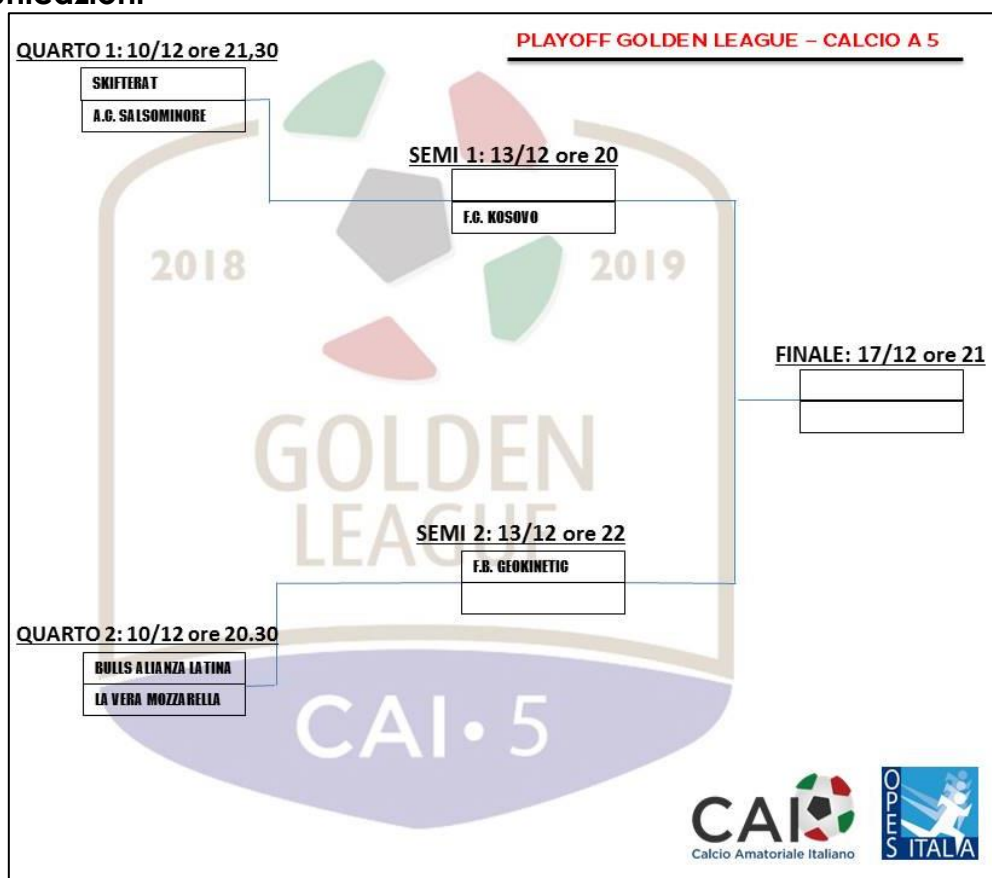 PLAYOFF GOLDEN LEAGUE – CALCIO A 5
QUARTO 1: 10/12 ore 21,30
SKIFTERAT
A.C. SALSOMINORE
SEMI 1: 13/12 ore 20
F.C. KOSOVO
2018
2019
FINALE: 17/12 ore 21
GOLDEN
LEAGUE
SEMI 2: 13/12 ore 22
F.B. GEOKINETIC
QUARTO 2: 10/12 ore 20.30
BULLS ALIANZA LATINA
LA VERA MOZZARELLA
CAI • 5
CAI
Calcio Amatoriale Italiano
OPES ITALIA